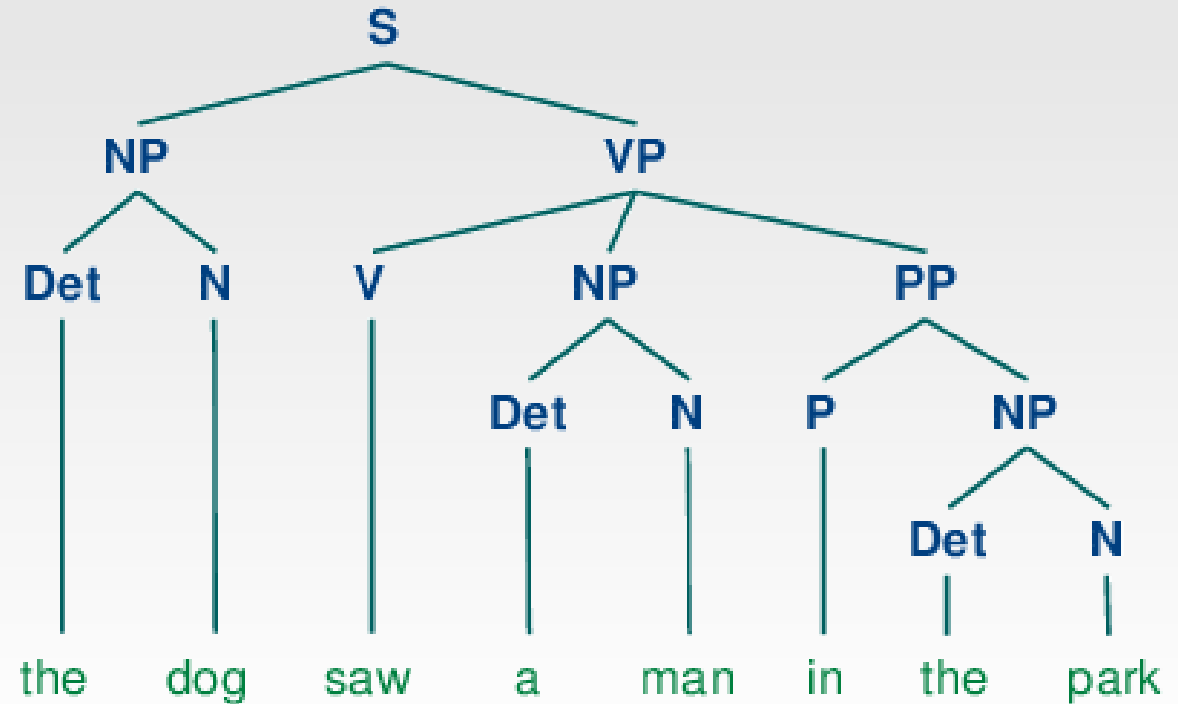 S
NP VP
Det N V NP PP
Det N P NP
Det N
the dog saw a man in the park